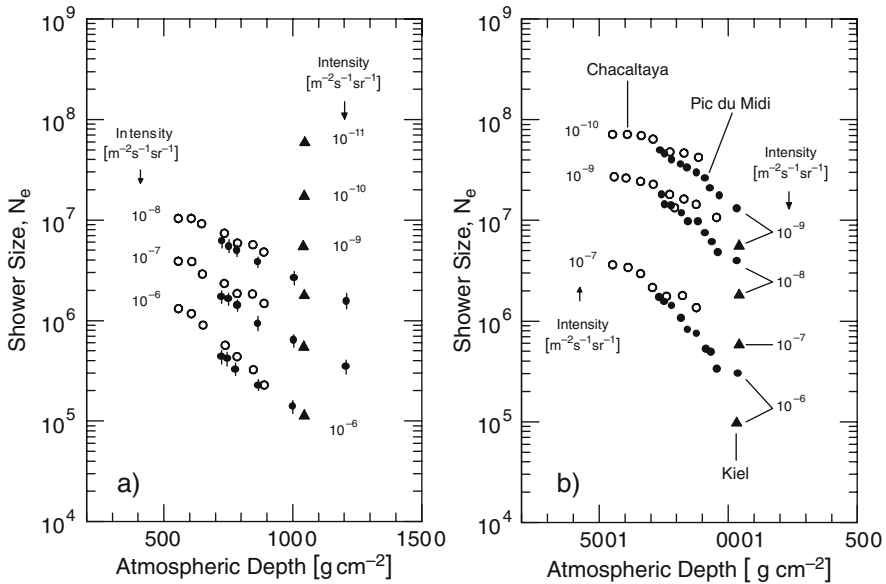 10⁹
10⁸
10⁷
10⁶
10⁵
10⁴
Shower Size, Nₑ
Intensity
[m⁻²s⁻¹sr⁻¹]
10⁻⁸
10⁻⁷
10⁻⁶
Intensity
[m⁻²s⁻¹sr⁻¹]
10⁻¹¹
10⁻¹⁰
10⁻⁹
10⁻⁶
a)
500 1000 1500
Atmospheric Depth [g cm⁻²]
10⁹
10⁸
10⁷
10⁶
10⁵
10⁴
Shower Size, Nₑ
Chacaltaya
Pic du Midi
10⁻¹⁰
10⁻⁹
10⁻⁷
Intensity
[m⁻²s⁻¹sr⁻¹]
Intensity
[m⁻²s⁻¹sr⁻¹]
10⁻⁹
10⁻⁸
10⁻⁷
10⁻⁶
Kiel
b)
5001 0001 500
Atmospheric Depth [ g cm⁻²]